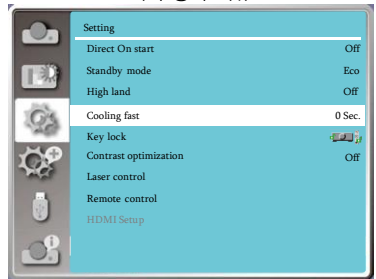 Setting
Direct On start Off
Standby mode Eco
High land Off
Cooling fast 0 Sec.
Key lock
Contrast optimization Off
Laser control
Remote control
HDMI Setup